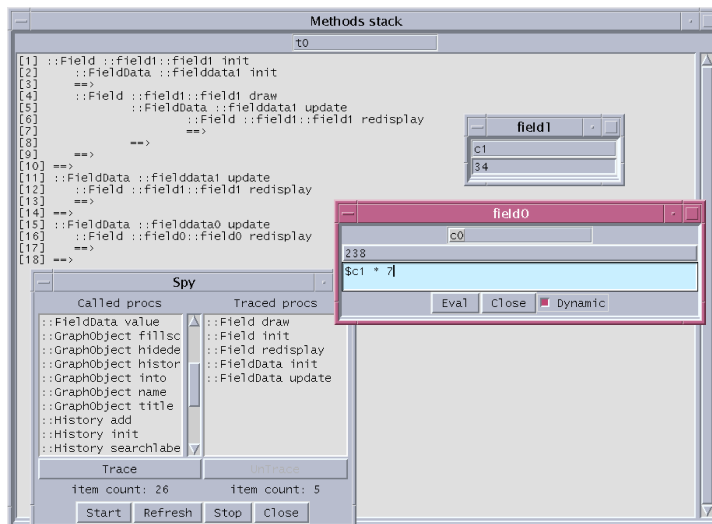 Methods stack
t0
[1] ::Field ::field1::field1 init
[2] ::FieldData ::fielddata1 init
[3] ==>
[4] ::Field ::field1::field1 draw
[5] ::FieldData ::fielddata1 update
[6] ::Field ::field1::field1 redisplay
[7] ==>
[8] ==>
[9] ==>
[10] ==>
[11] ::FieldData ::fielddata1 update
[12] ::Field ::field1::field1 redisplay
[13] ==>
[14] ==>
[15] ::FieldData ::fielddata0 update
[16] ::Field ::field0::field0 redisplay
[17] ==>
[18] ==>
field1
c1
34
field0
c0
238
$c1 * 7
Eval Close Dynamic
Spy
Called procs Traced procs
::FieldData value
::GraphObject fillsc
::GraphObject hidede
::GraphObject histor
::GraphObject into
::GraphObject name
::GraphObject title
::History add
::History init
::History searchlabe
::Field draw
::Field init
::Field redisplay
::FieldData init
::FieldData update
Trace UnTrace
item count: 26 item count: 5
Start Refresh Stop Close